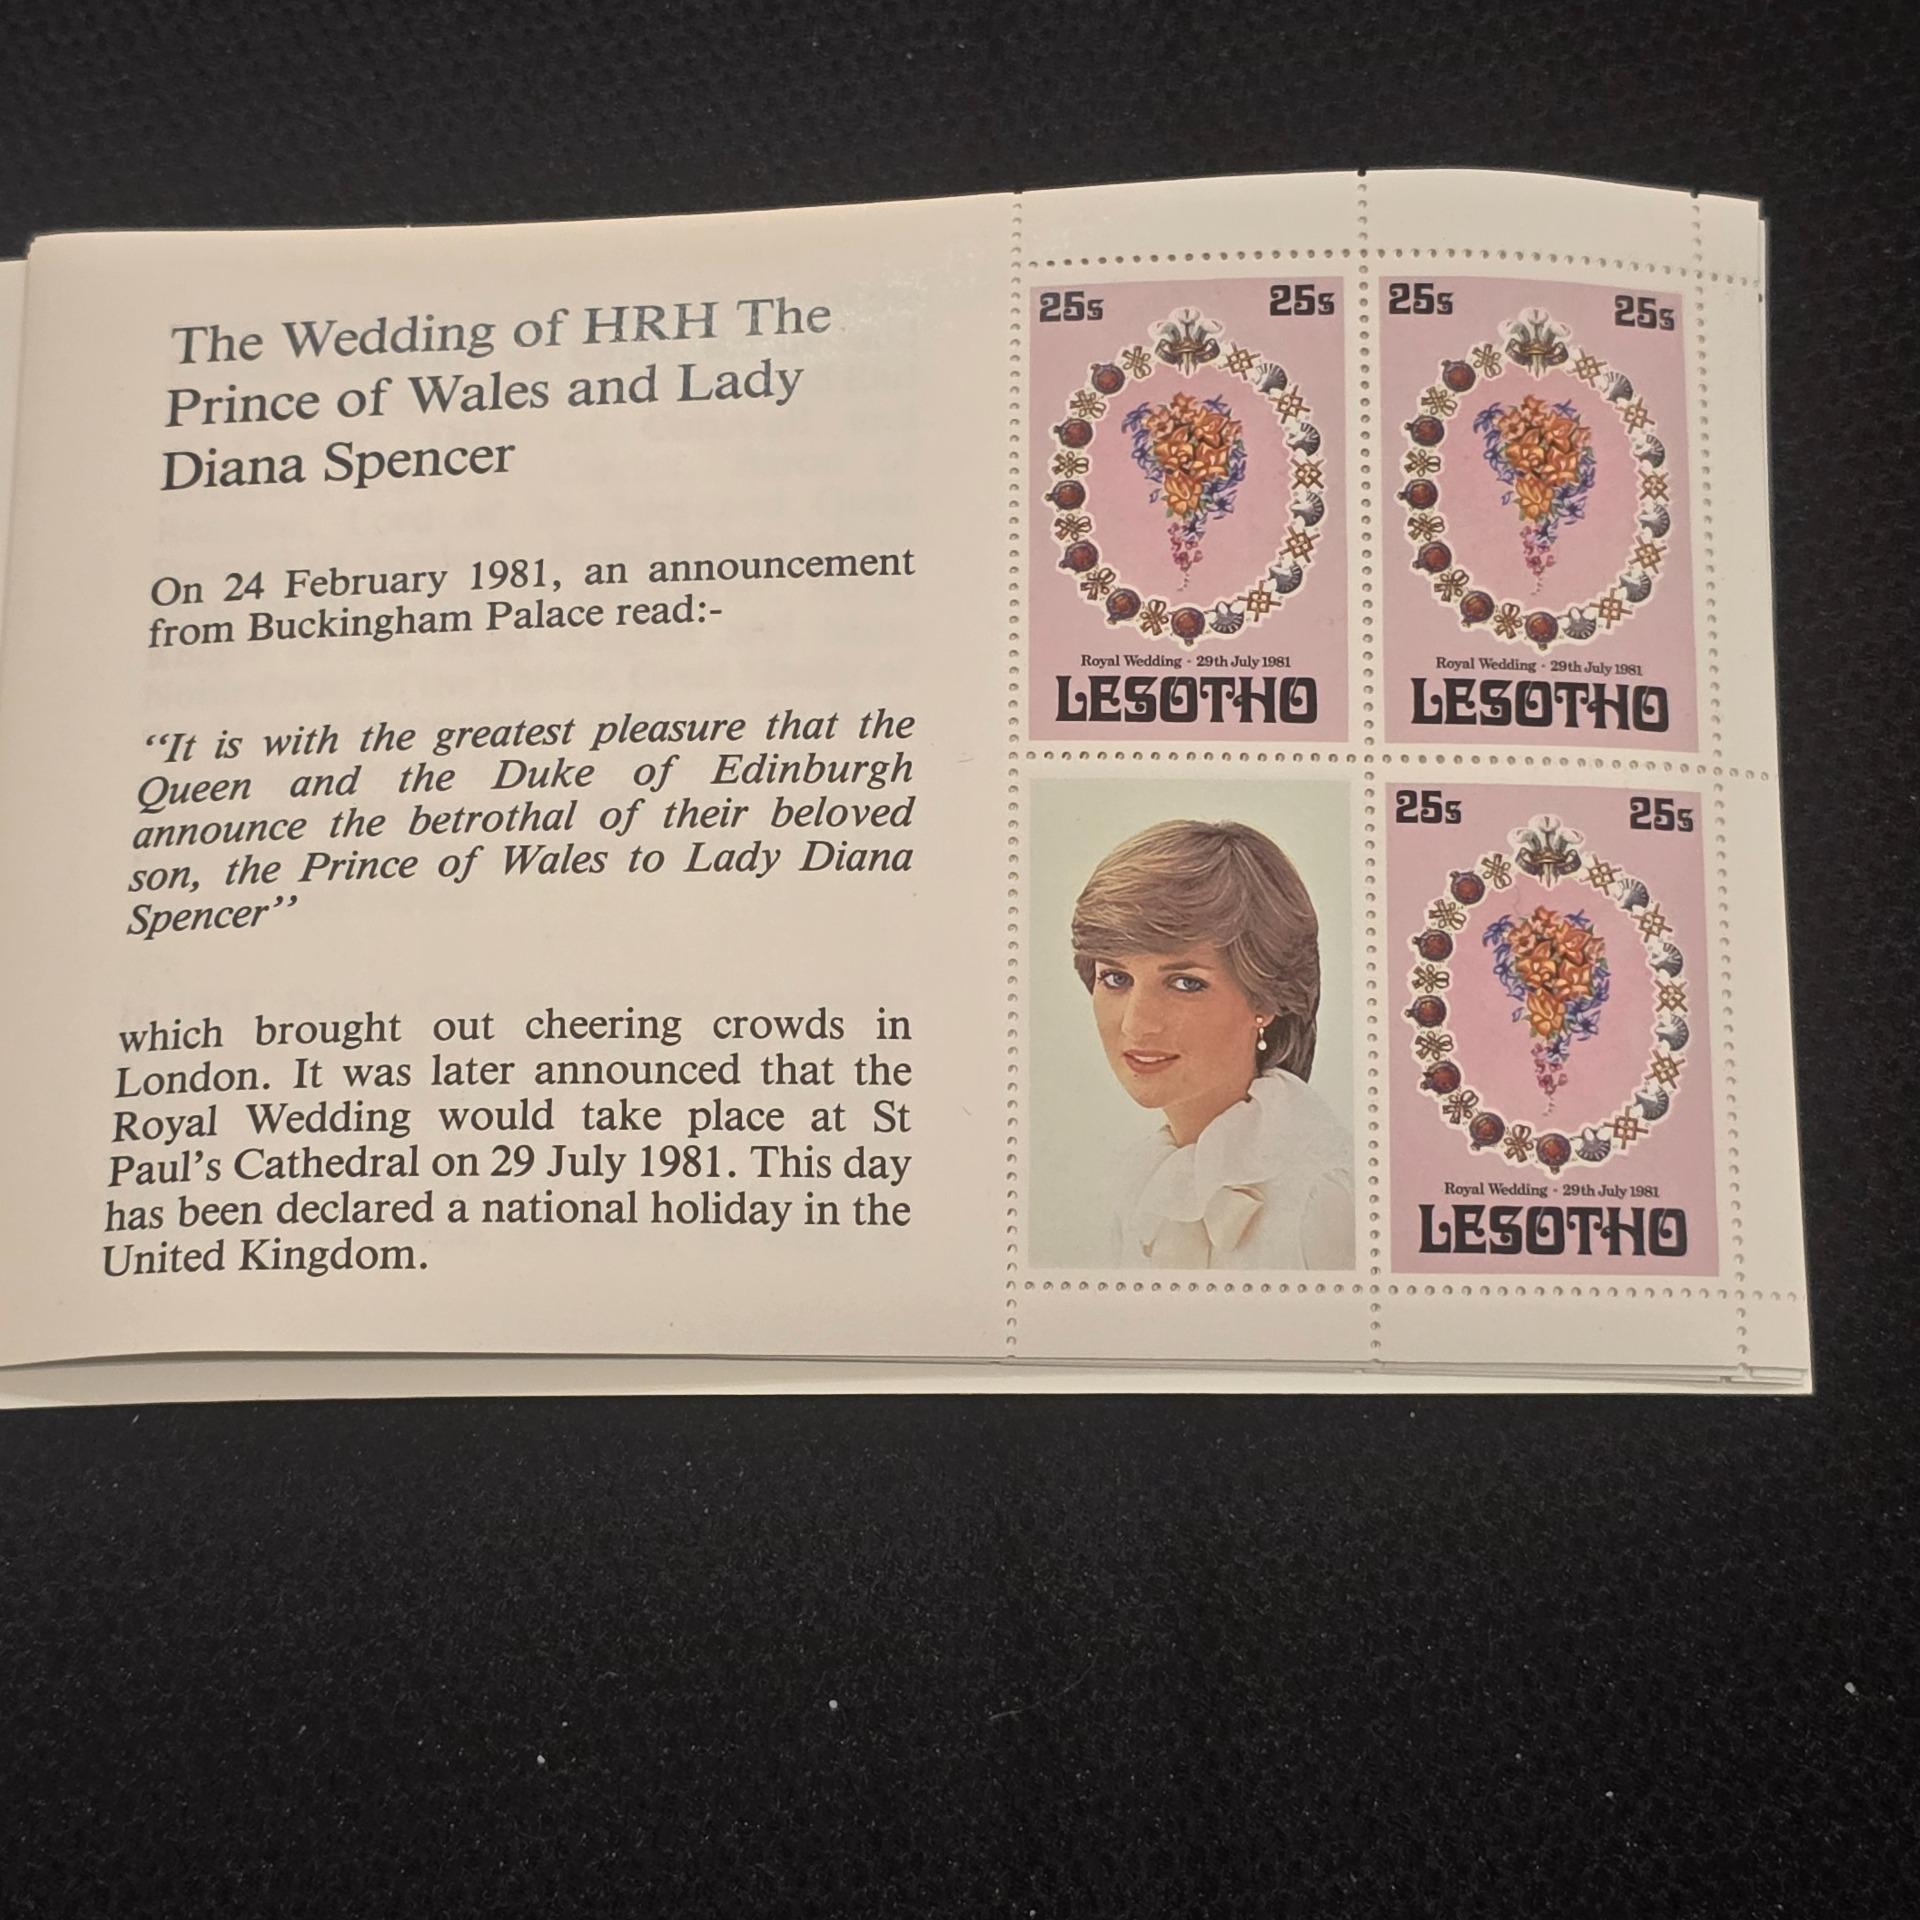 The Wedding of HRH The
Prince of Wales and Lady
Diana Spencer
On 24 February 1981, an announcement
from Buckingham Palace read:-
“It is with the greatest pleasure that the
Queen and the Duke of Edinburgh
announce the betrothal of their beloved
son, the Prince of Wales to Lady Diana
Spencer”
which brought out cheering crowds in
London. It was later announced that the
Royal Wedding would take place at St
Paul’s Cathedral on 29 July 1981. This day
has been declared a national holiday in the
United Kingdom.
25s 25s
Royal Wedding - 29th July 1981
LESOTHO
25s 25s
Royal Wedding - 29th July 1981
LESOTHO
25s 25s
Royal Wedding - 29th July 1981
LESOTHO